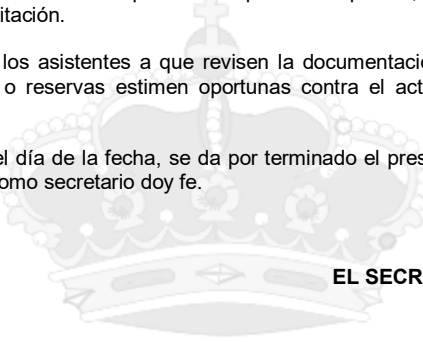 itación.
los asistentes a que revisen la documentació
o reservas estimen oportunas contra el act
el día de la fecha, se da por terminado el pres
omo secretario doy fe.
EL SECR